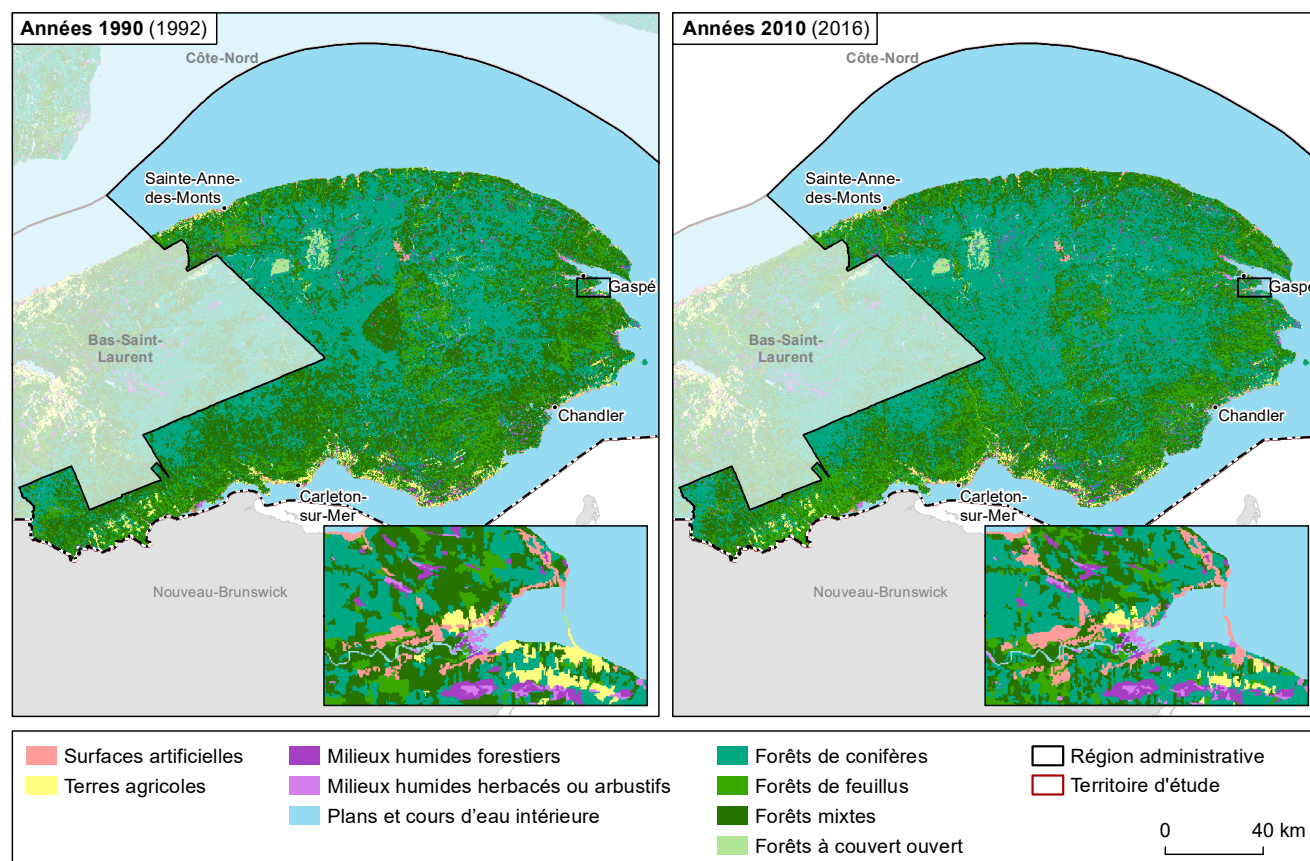 Années 1990 (1992)
Côte-Nord
Sainte-Anne-
des-Monts
Gaspé
Bas-Saint-
Laurent
Chandler
Carleton-
sur-Mer
Nouveau-Brunswick
Années 2010 (2016)
Côte-Nord
Sainte-Anne-
des-Monts
Gaspé
Bas-Saint-
Laurent
Chandler
Carleton-
sur-Mer
Nouveau-Brunswick
Surfaces artificielles
Terres agricoles
Milieux humides forestiers
Milieux humides herbacés ou arbustifs
Plans et cours d'eau intérieure
Forêts de conifères
Forêts de feuillus
Forêts mixtes
Forêts à couvert ouvert
Région administrative
Territoire d'étude
0 40 km